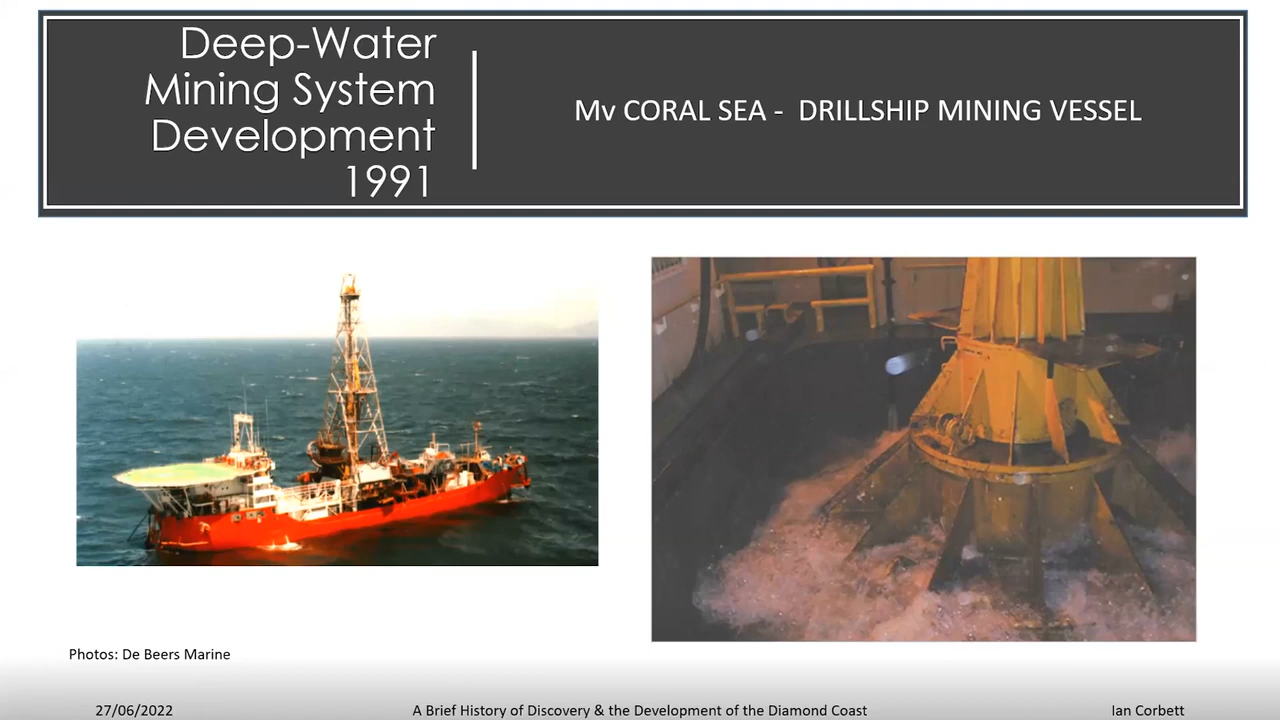 Deep-Water
Mining System
Development
1991
Mv CORAL SEA - DRILLSHIP MINING VESSEL
Photos: De Beers Marine
27/06/2022
A Brief History of Discovery & the Development of the Diamond Coast
Ian Corbett